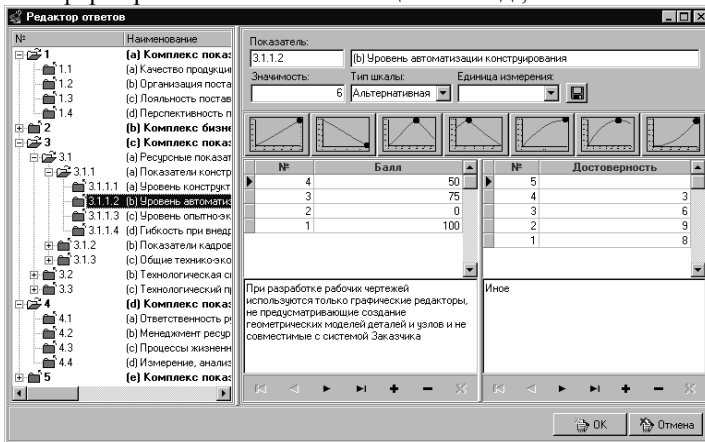 Редактор ответов
№ Наименование
1 (a) Комплекс показ
1.1 (a) Качество продукци
1.2 (b) Организация поста
1.3 (c) Лояльность постав
1.4 (d) Перспективность п
2 (b) Комплекс бизне
3 (c) Комплекс показ
3.1 (a) Ресурсные показат
3.1.1 (a) Показатели констр
3.1.1.1 (a) Уровень конструкт
3.1.1.2 (b) Уровень автоматиз
3.1.1.3 (c) Уровень опытно-эк
3.1.1.4 (d) Гибкость при внедр
3.1.2 (b) Показатели кадров
3.1.3 (c) Общие технико-эко
3.2 (b) Технологическая с
3.3 (c) Технологический п
4 (d) Комплекс показ
4.1 (a) Ответственность р
4.2 (b) Менеджмент ресур
4.3 (c) Процессы жизненн
4.4 (d) Измерение, анализ
5 (e) Комплекс показ
Показатель:
3.1.1.2 (b) Уровень автоматизации конструирования
Значимость: Тип шкалы: Единица измерения:
6 Альтернативная
№ Балл
4 50
3 75
2 0
1 100
№ Достоверность
5
4 3
3 6
2 9
1 8
При разработке рабочих чертежей
используются только графические редакторы,
не предусматривающие создание
геометрических моделей деталей и узлов и не
совместимые с системой Заказчика
Иное
OK Отмена